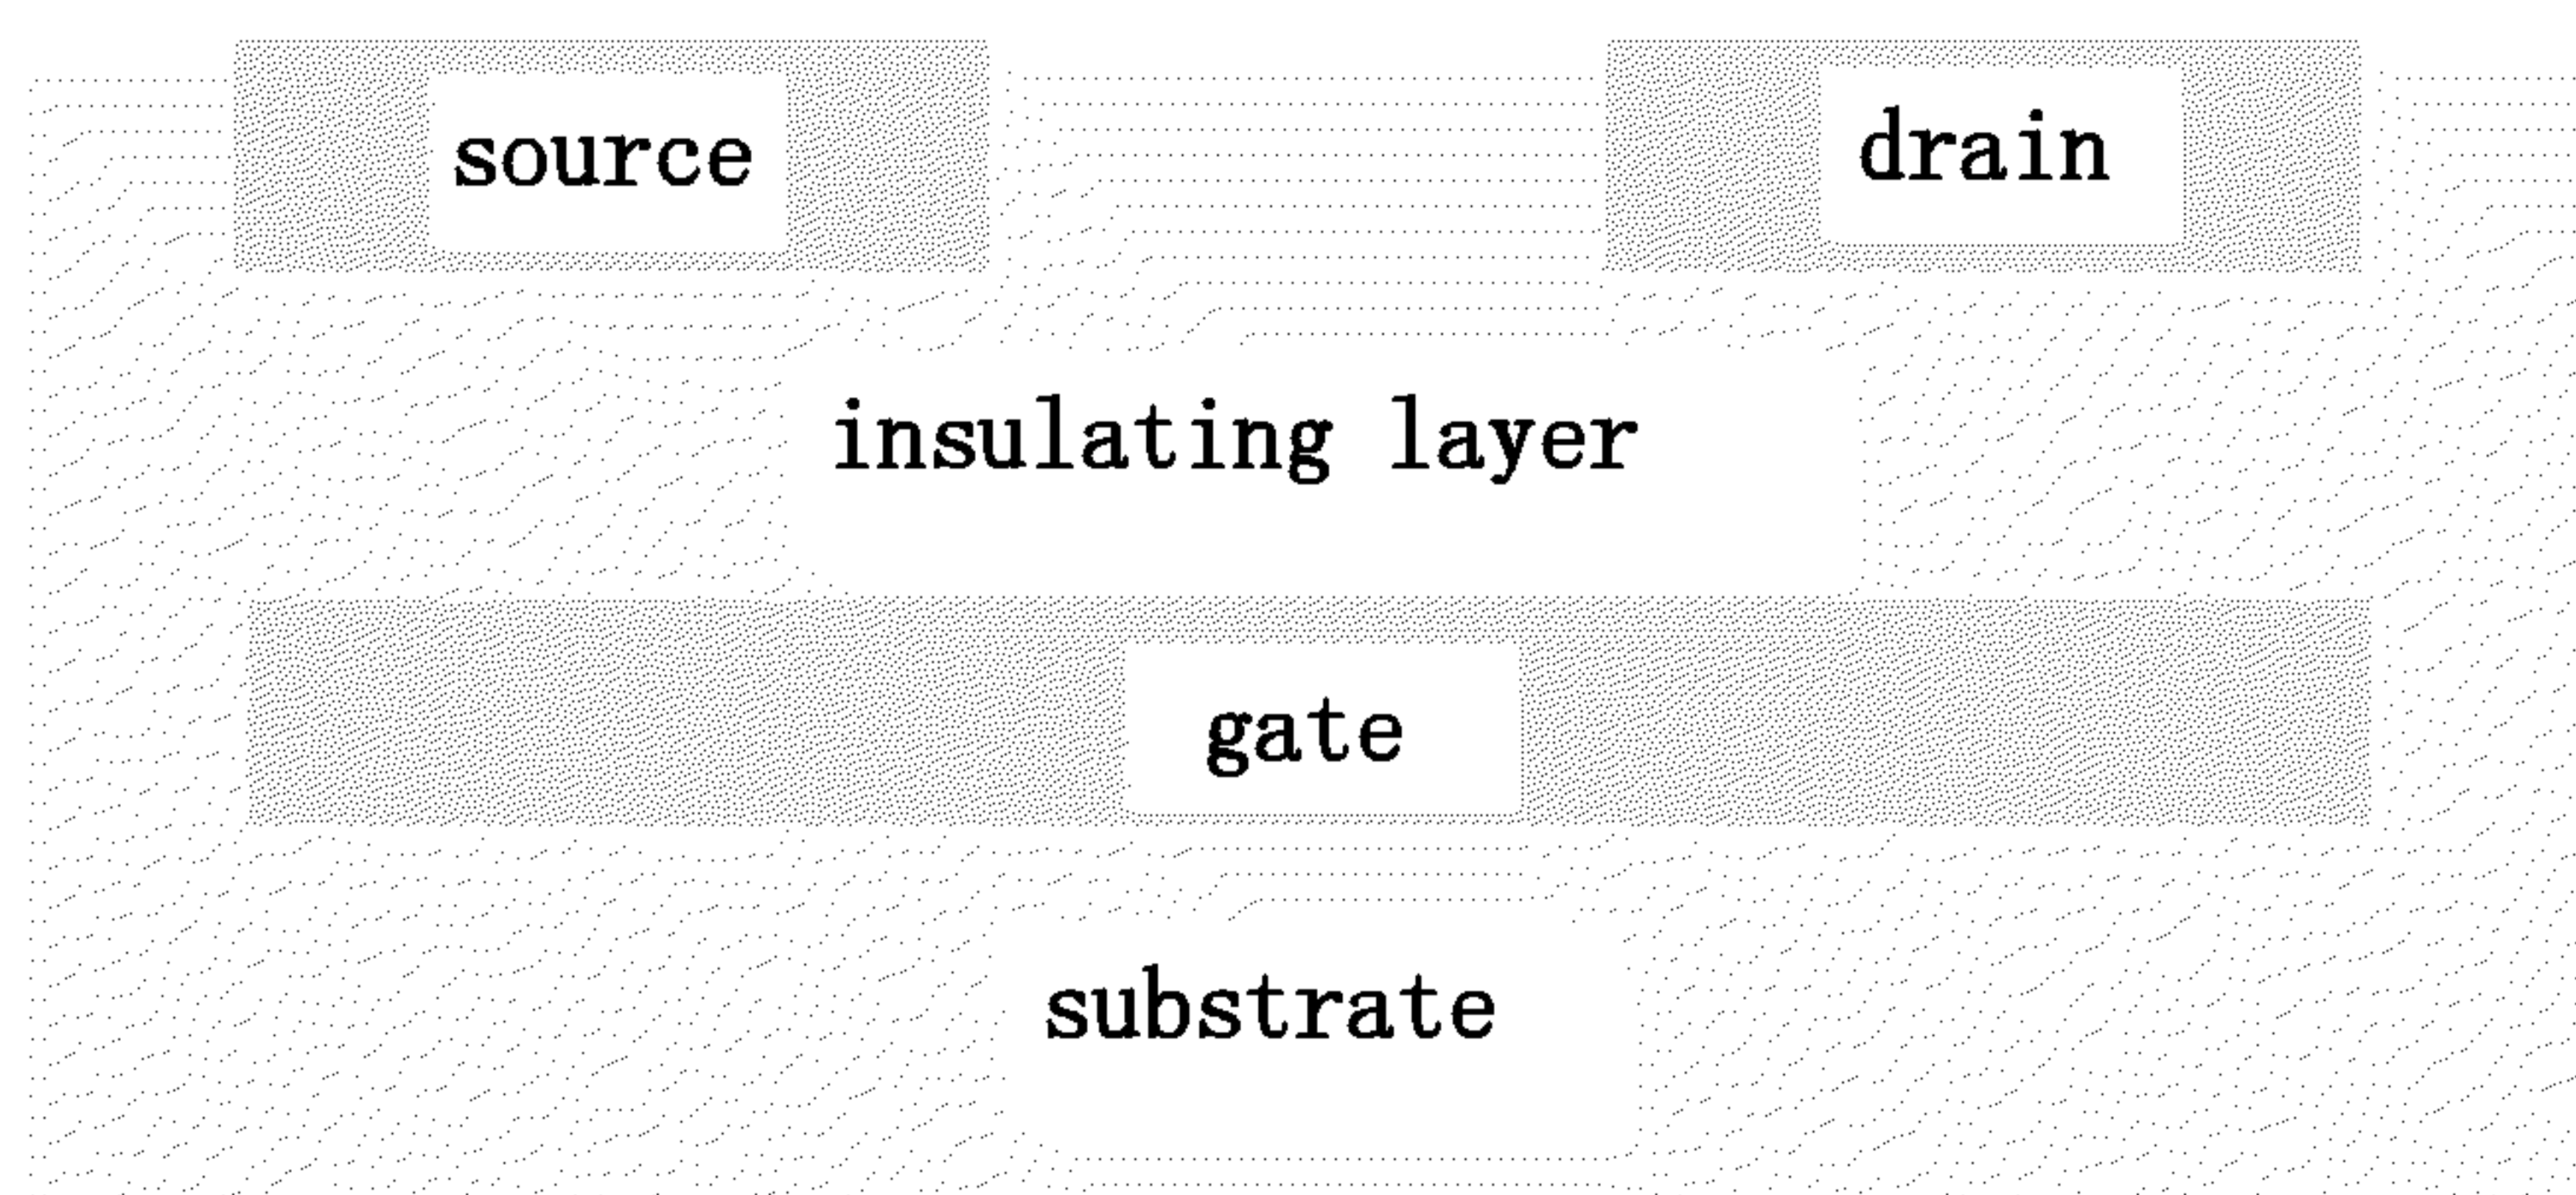 source drain
insulating layer
gate
substrate